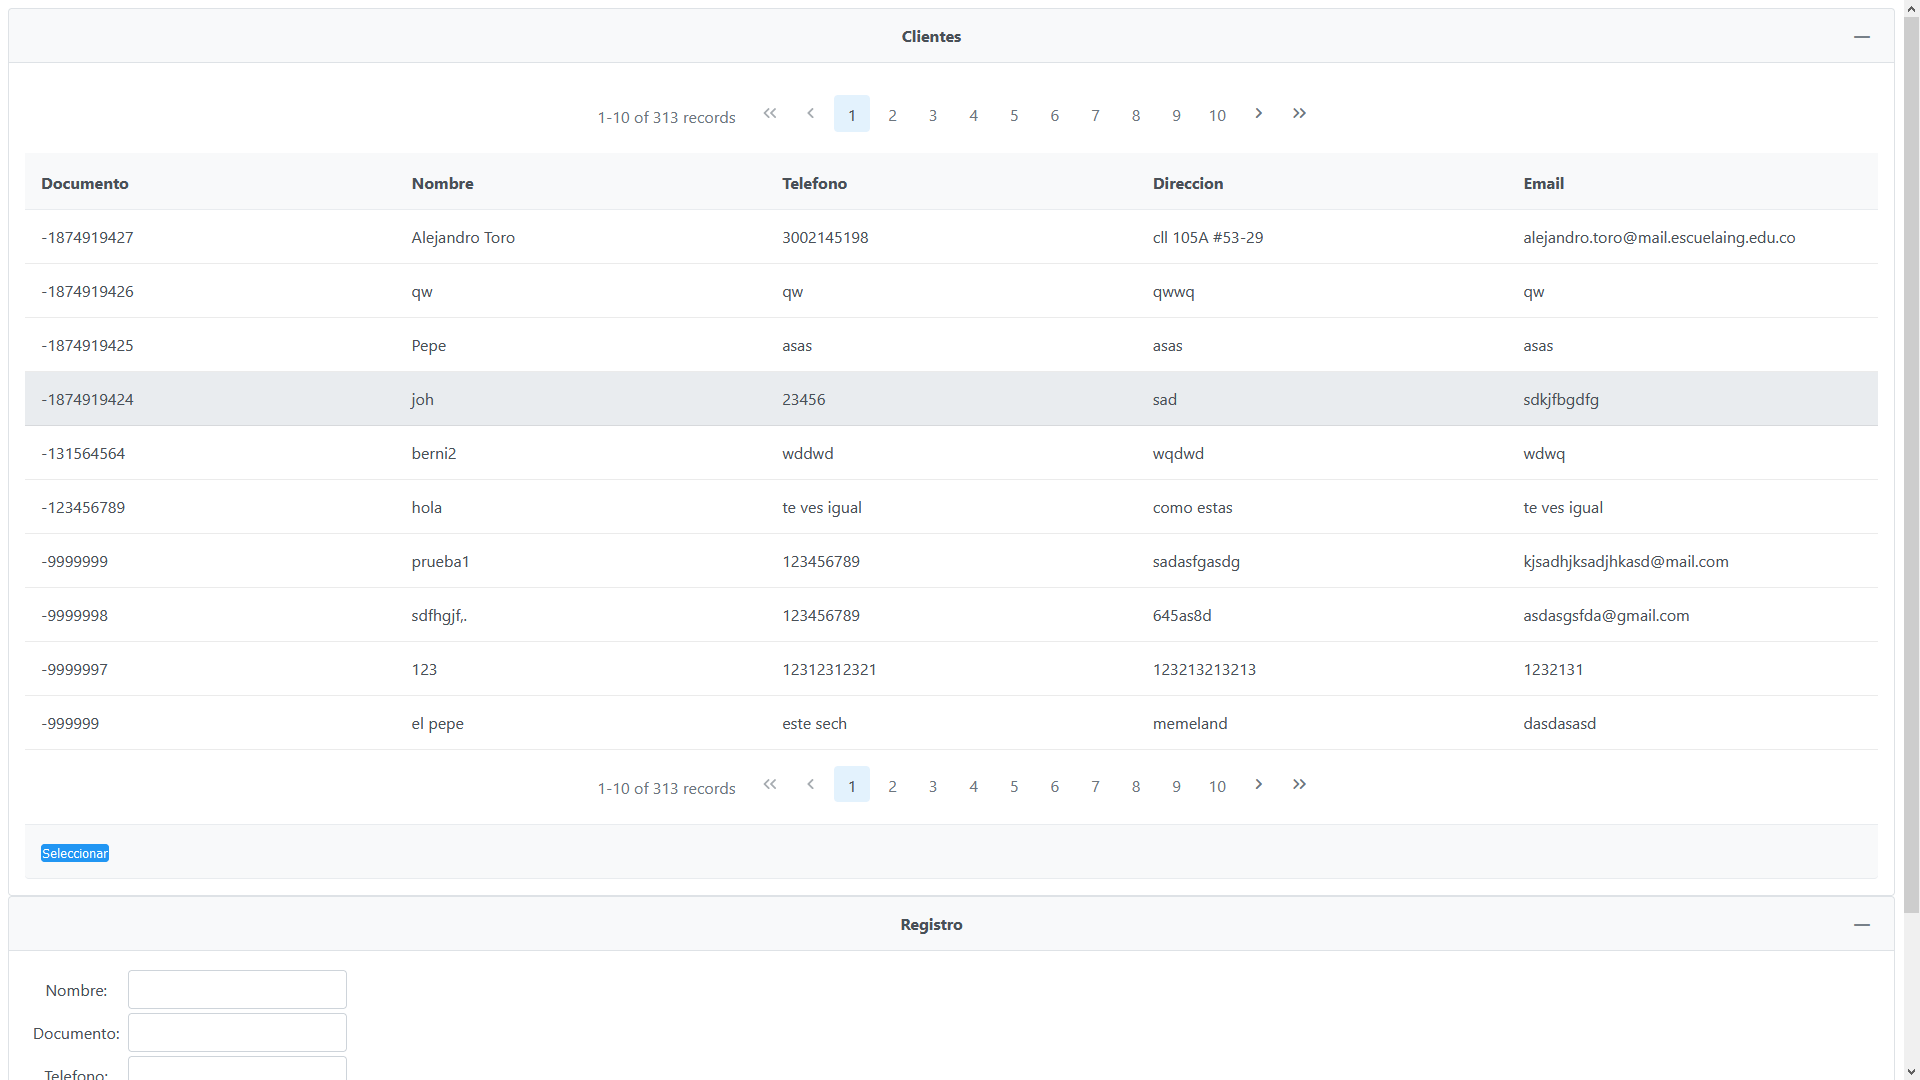 Clientes
1-10 of 313 records 1 2 3 4 5 6 7 8 9 10
Documento Nombre Telefono Direccion Email
-1874919427 Alejandro Toro 3002145198 cll 105A #53-29 alejandro.toro@mail.escuelaing.edu.co
-1874919426 qw qw qwwq qw
-1874919425 Pepe asas asas asas
-1874919424 joh 23456 sad sdkjfbgdfg
-131564564 berni2 wddwd wqdwd wdwq
-123456789 hola te ves igual como estas te ves igual
-9999999 prueba1 123456789 sadasfgasdg kjsadhjksadjhkasd@mail.com
-9999998 sdfhgjf,. 123456789 645as8d asdasgsfda@gmail.com
-9999997 123 12312312321 123213213213 1232131
-999999 el pepe este sech memeland dasdasasd
1-10 of 313 records 1 2 3 4 5 6 7 8 9 10
Seleccionar
Registro
Nombre:
Documento:
Telefono: